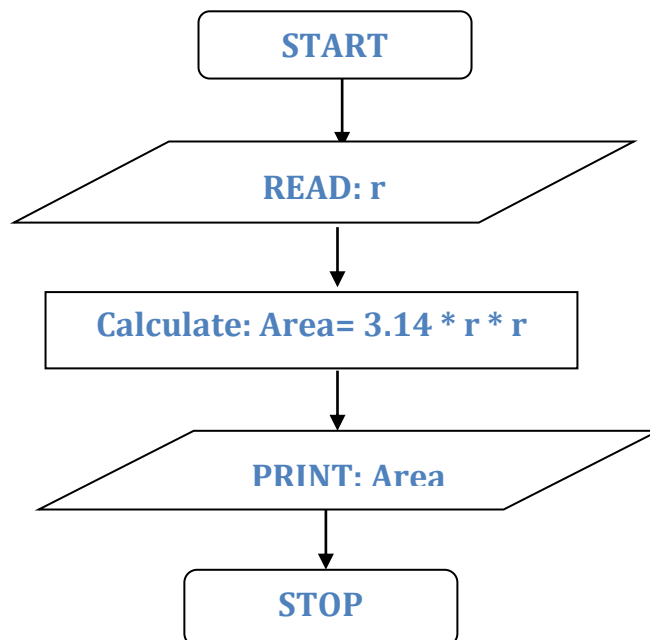 START
READ: r
Calculate: Area= 3.14 * r * r
PRINT: Area
STOP